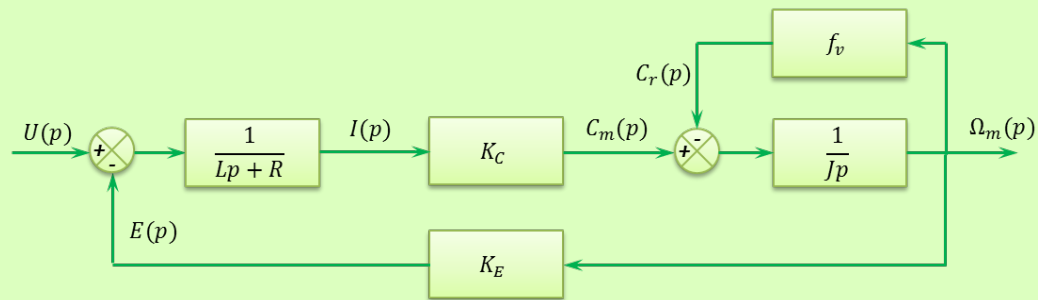 f_v
C_r(p)
U(p)
+
-
1
Lp + R
I(p)
K_C
C_m(p)
-
+
1
Jp
Ω_m(p)
E(p)
K_E